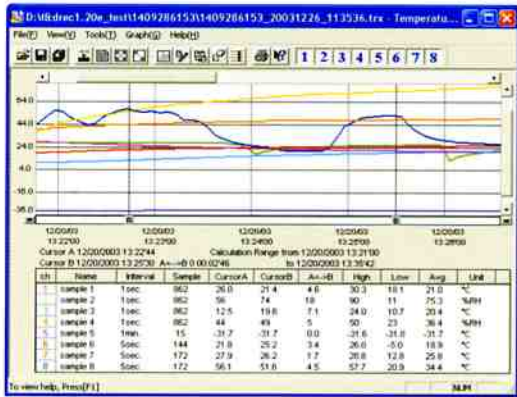 D:\t&drec1.20e_test\1409286153\1409286153_20031226_113536.trx - Temperatu...
File(F) View(V) Tools(T) Graph(G) Help(H)
1 2 3 4 5 6 7 8
64.0
44.0
24.0
4.0
-16.0
-36.0
12/20/03 12/20/03 12/20/03 12/20/03 12/20/03
13:22'00 13:23'00 13:24'00 13:25'00 13:26'00
Cursor A 12/20/2003 13:22'44 Calculation Range from 12/20/2003 13:21'00
Cursor B 12/20/2003 13:25'30 A<->B 0:00:02'46 to 12/20/2003 13:35'42
ch Name Interval Sample CursorA CursorB A<->B High Low Avg Unit
1 sample 1 1sec. 862 26.0 21.4 4.6 30.3 18.1 21.0 ℃
2 sample 2 1sec. 862 56 74 18 90 11 75.3 %RH
3 sample 3 1sec. 862 12.5 19.6 7.1 24.0 10.7 20.4 ℃
4 sample 4 1sec. 862 44 49 5 50 23 36.4 %RH
5 sample 5 1min. 15 -31.7 -31.7 0.0 -31.6 -31.8 -31.7 ℃
6 sample 6 5sec. 144 21.8 25.2 3.4 26.0 -5.0 18.9 ℃
7 sample 7 5sec. 172 27.9 26.2 1.7 28.8 12.8 25.8 ℃
8 sample 8 5sec. 172 56.1 51.6 4.5 57.7 20.9 34.4 ℃
To view help, Press[F1] NUM